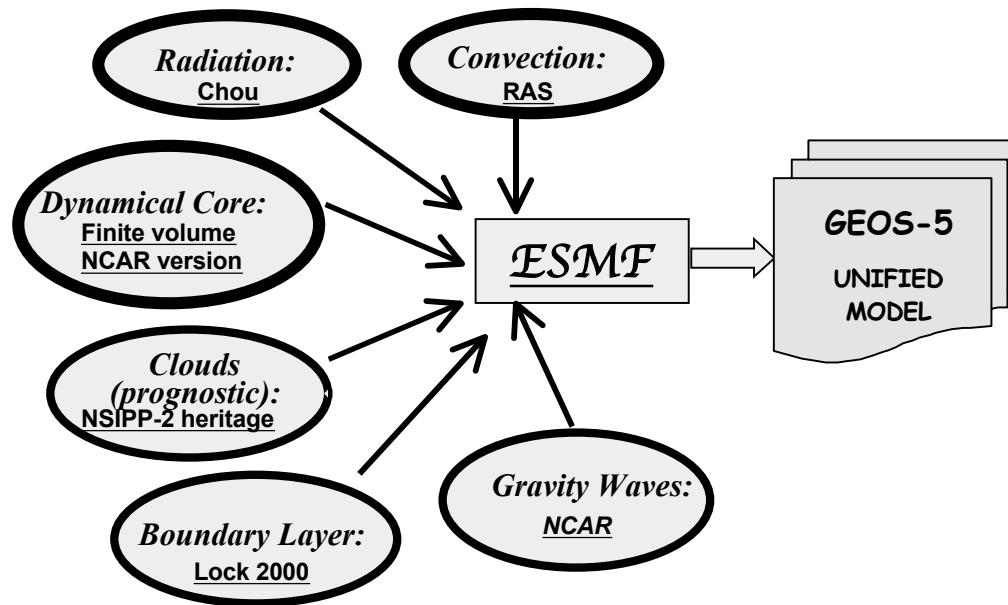 Radiation:
Chou
Convection:
RAS
Dynamical Core:
Finite volume
NCAR version
ESMF
GEOS-5
UNIFIED
MODEL
Clouds
(prognostic):
NSIPP-2 heritage
Gravity Waves:
NCAR
Boundary Layer:
Lock 2000